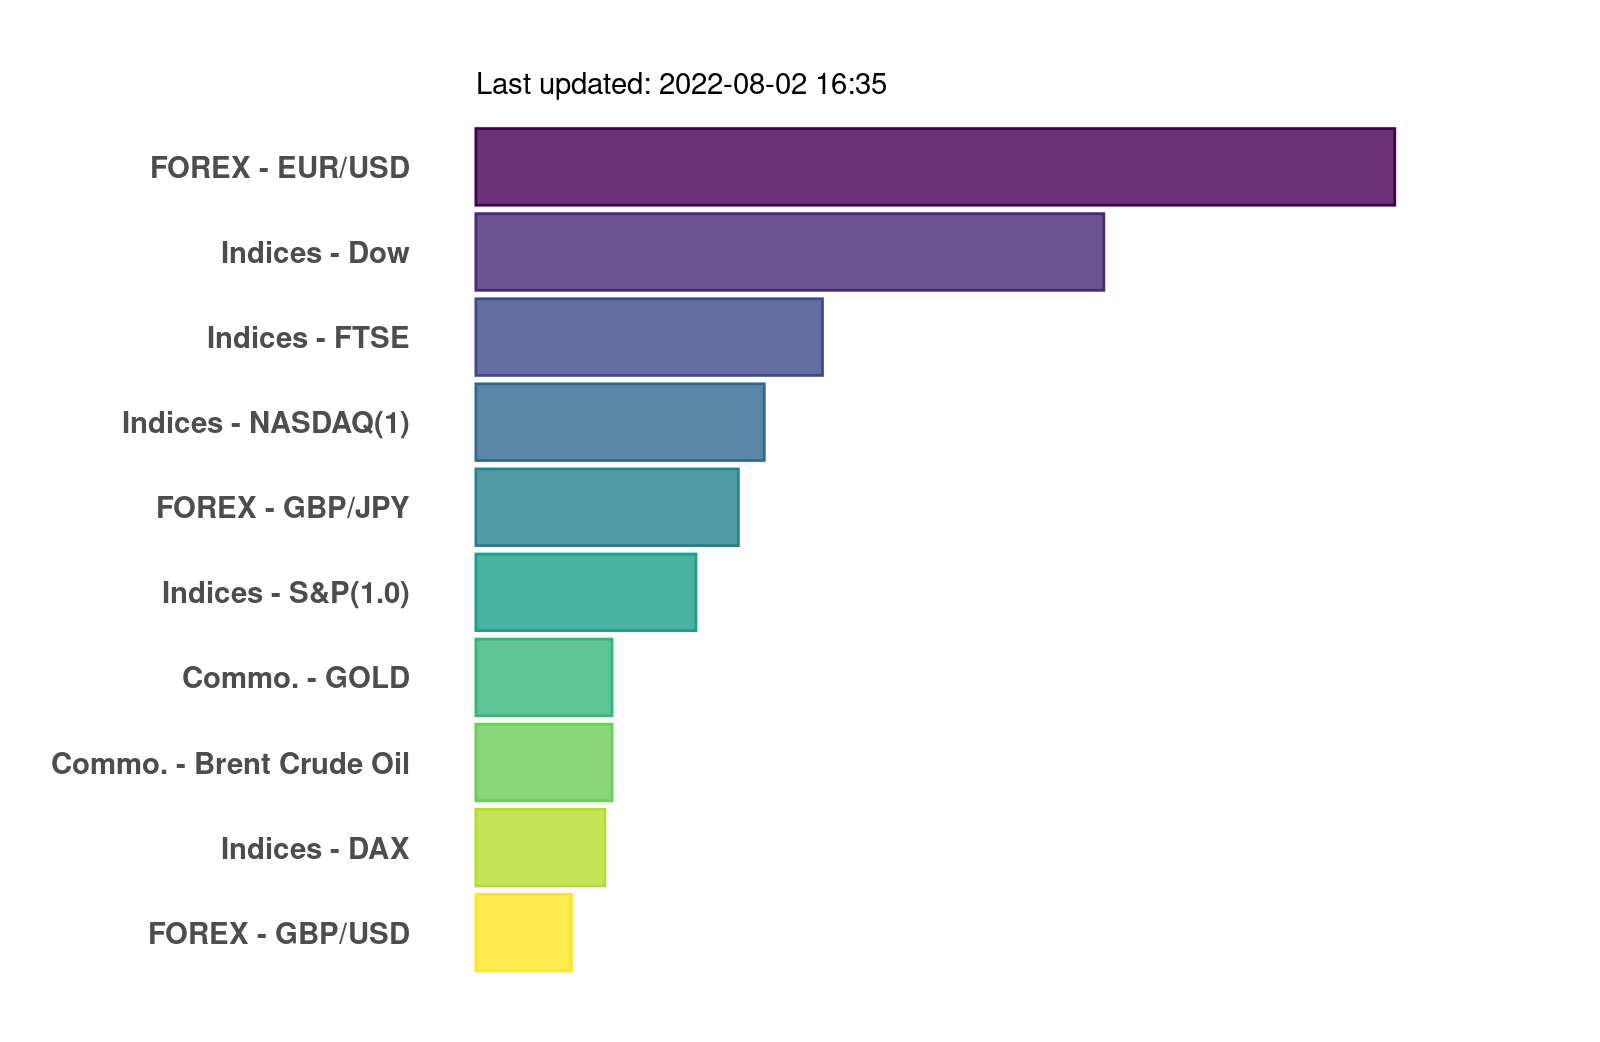 Last updated: 2022-08-02 16:35
FOREX - EUR/USD
Indices - Dow
Indices - FTSE
Indices - NASDAQ(1)
FOREX - GBP/JPY
Indices - S&P(1.0)
Commo. - GOLD
Commo. - Brent Crude Oil
Indices - DAX
FOREX - GBP/USD